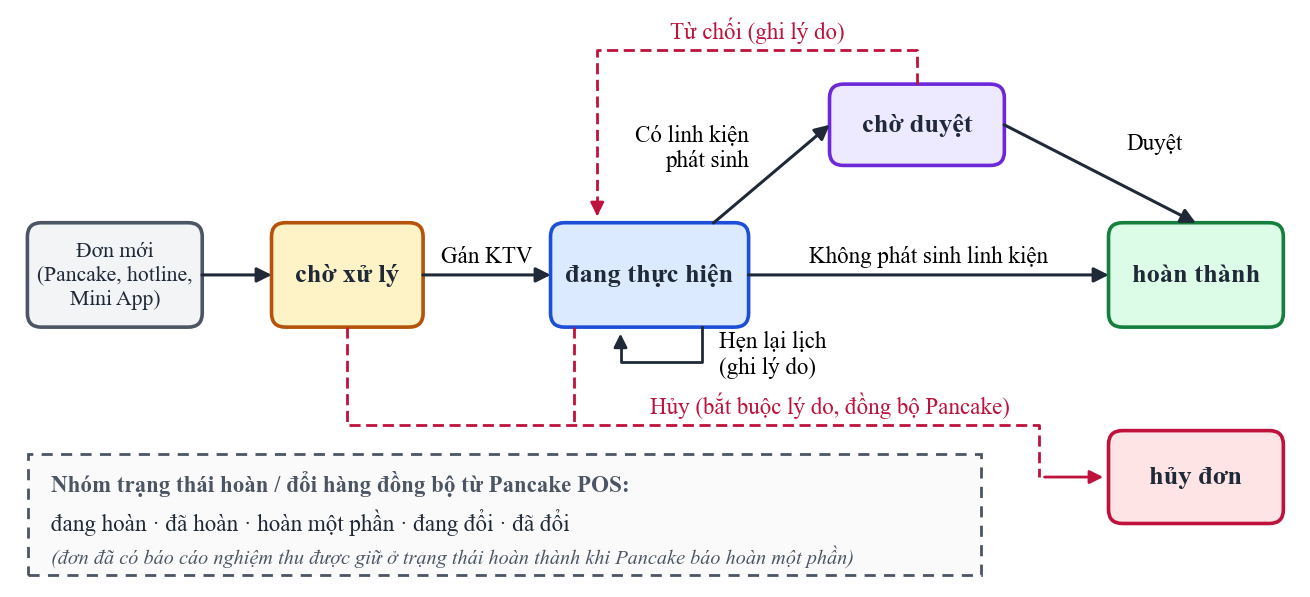 Từ chối (ghi lý do)
chờ duyệt
Có linh kiện
phát sinh
Duyệt
Đơn mới
(Pancake, hotline,
Mini App)
chờ xử lý
Gán KTV
đang thực hiện
Không phát sinh linh kiện
hoàn thành
Hẹn lại lịch
(ghi lý do)
Hủy (bắt buộc lý do, đồng bộ Pancake)
hủy đơn
Nhóm trạng thái hoàn / đổi hàng đồng bộ từ Pancake POS:
đang hoàn · đã hoàn · hoàn một phần · đang đổi · đã đổi
(đơn đã có báo cáo nghiệm thu được giữ ở trạng thái hoàn thành khi Pancake báo hoàn một phần)